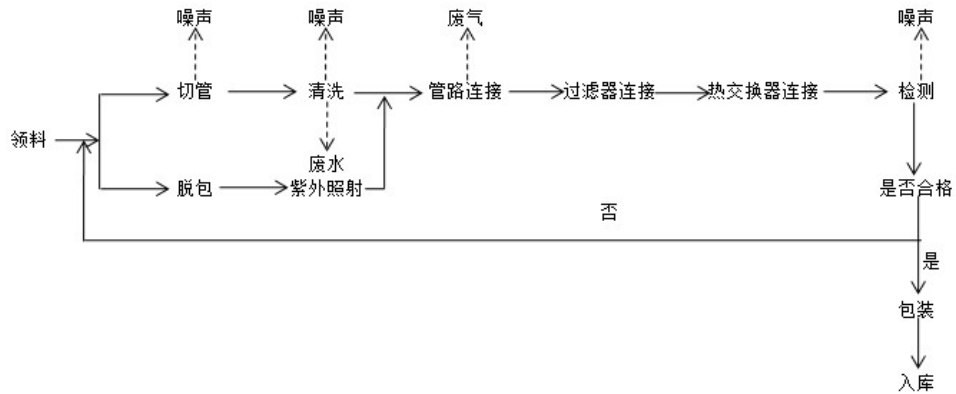 噪声
噪声
废气
噪声
切管
清洗
管路连接
过滤器连接
热交换器连接
检测
领料
废水
脱包
紫外照射
是否合格
否
是
包装
入库